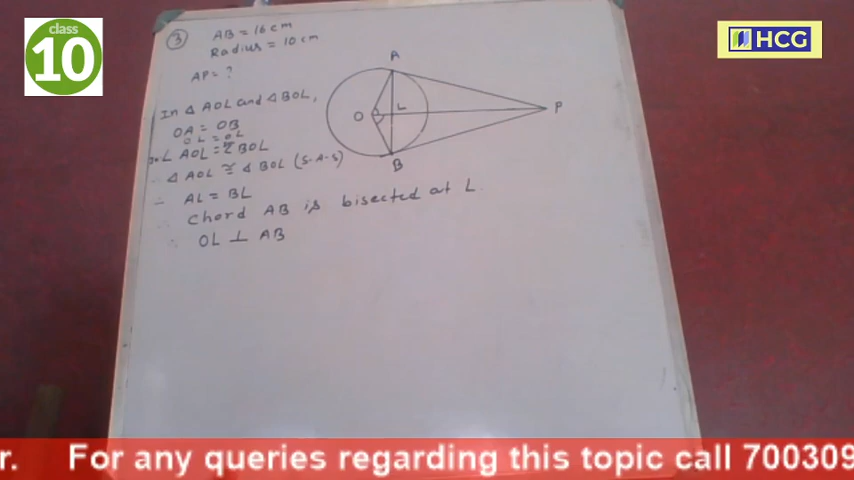 class
10
HCG
3 AB = 16 cm
Radius = 10 cm
AP = ?
A
O
L
P
B
In Δ AOL and Δ BOL,
OA = OB
OL = OL
∠ AOL = ∠ BOL
∴ Δ AOL ≅ Δ BOL (S-A-S)
∴ AL = BL
∴ chord AB is bisected at L
∴ OL ⊥ AB
r. For any queries regarding this topic call 700309